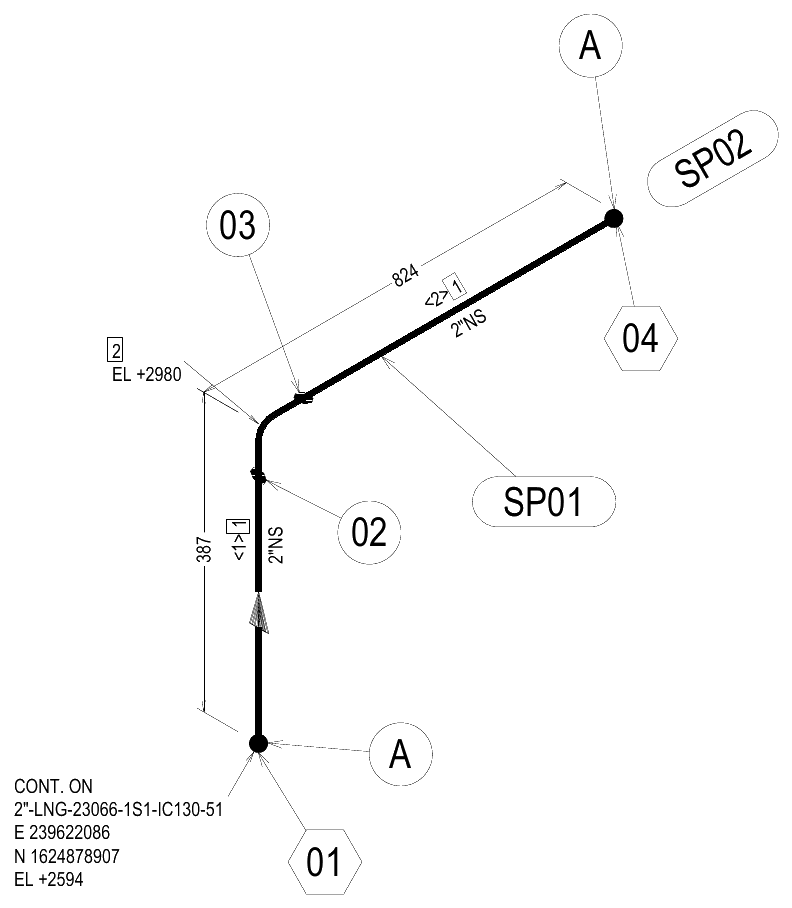 A
SP02
03
824
<2> 1
2"NS
04
2
EL +2980
SP01
02
387
<1> 1
2"NS
A
CONT. ON
2"-LNG-23066-1S1-IC130-51
E 239622086
N 1624878907
EL +2594
01